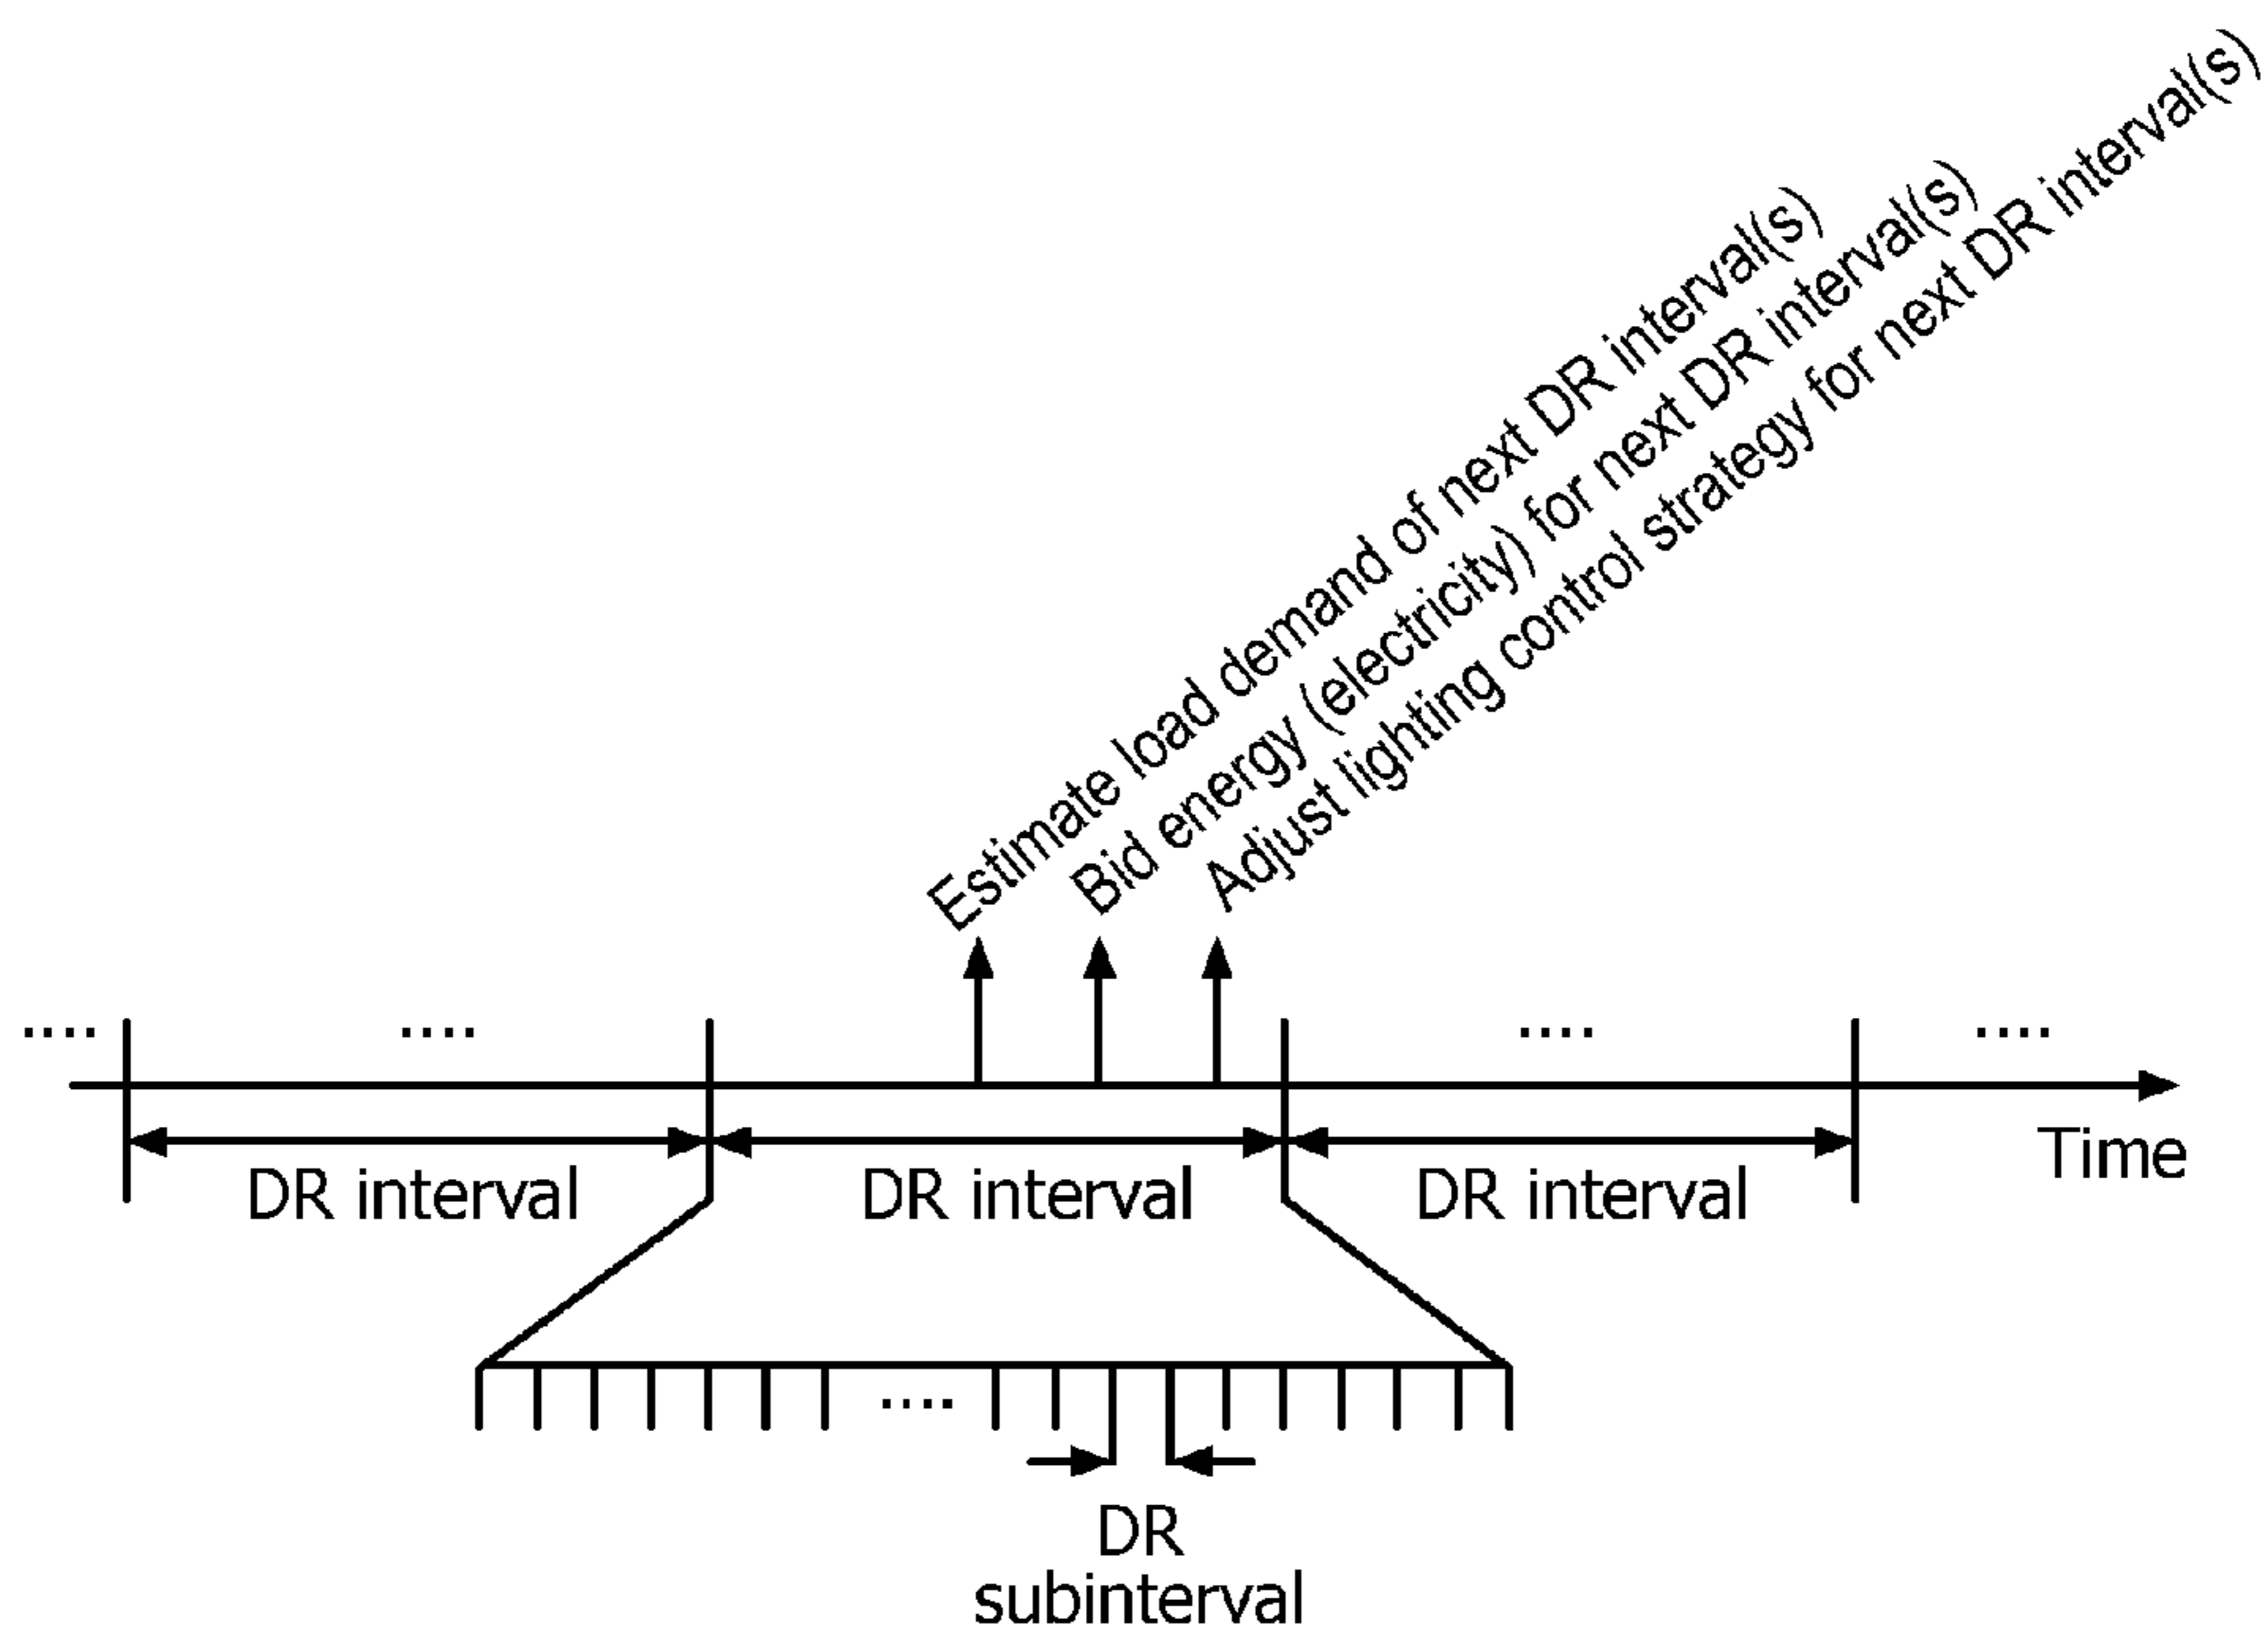 Estimate load demand of next DR interval(s)
Bid energy (electricity) for next DR interval(s)
Adjust lighting control strategy for next DR interval(s)
.... .... .... ....
DR interval DR interval DR interval Time
....
DR
subinterval